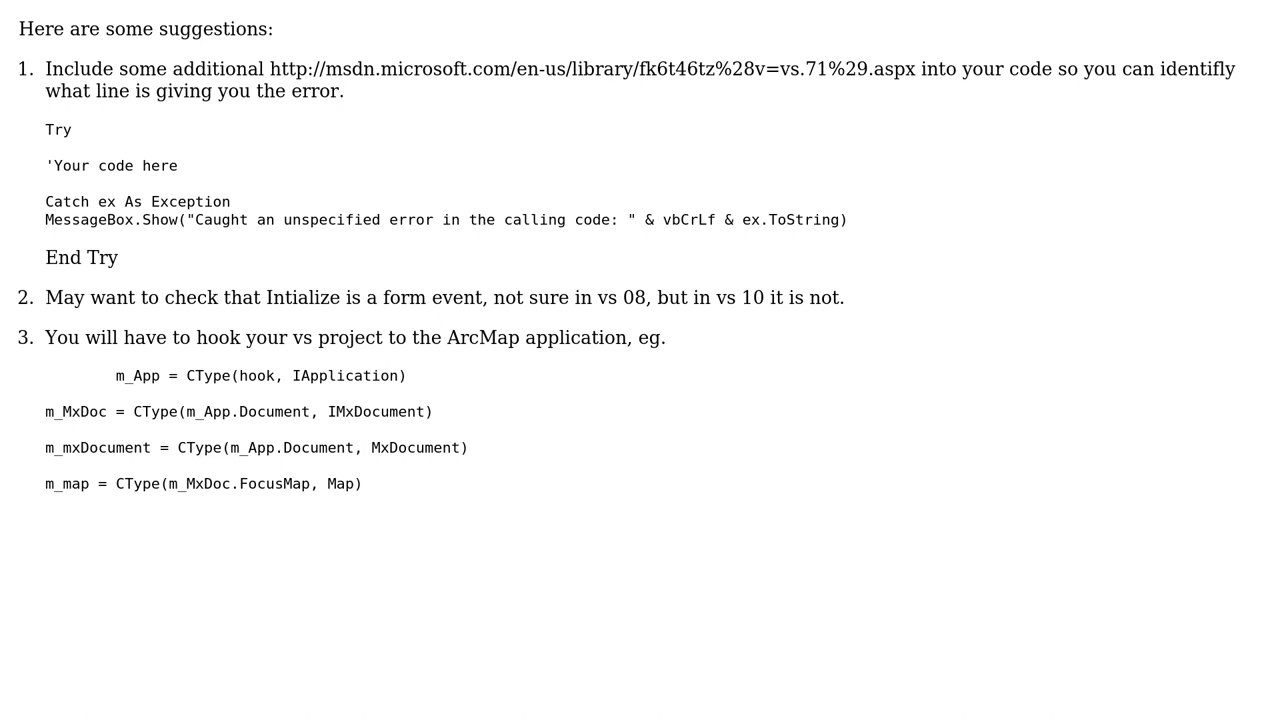 Here are some suggestions:
1. Include some additional http://msdn.microsoft.com/en-us/library/fk6t46tz%28v=vs.71%29.aspx into your code so you can identifly
what line is giving you the error.
Try
'Your code here
Catch ex As Exception
MessageBox.Show("Caught an unspecified error in the calling code: " & vbCrLf & ex.ToString)
End Try
2. May want to check that Intialize is a form event, not sure in vs 08, but in vs 10 it is not.
3. You will have to hook your vs project to the ArcMap application, eg.
m_App = CType(hook, IApplication)
m_MxDoc = CType(m_App.Document, IMxDocument)
m_mxDocument = CType(m_App.Document, MxDocument)
m_map = CType(m_MxDoc.FocusMap, Map)